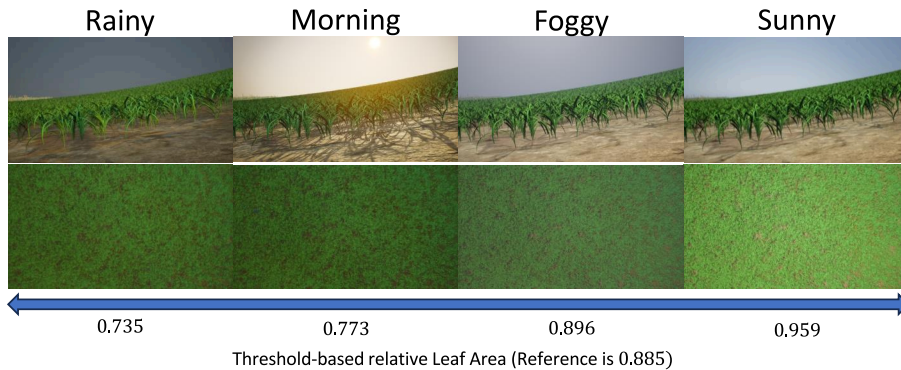 Rainy Morning Foggy Sunny
0.735 0.773 0.896 0.959
Threshold-based relative Leaf Area (Reference is 0.885)